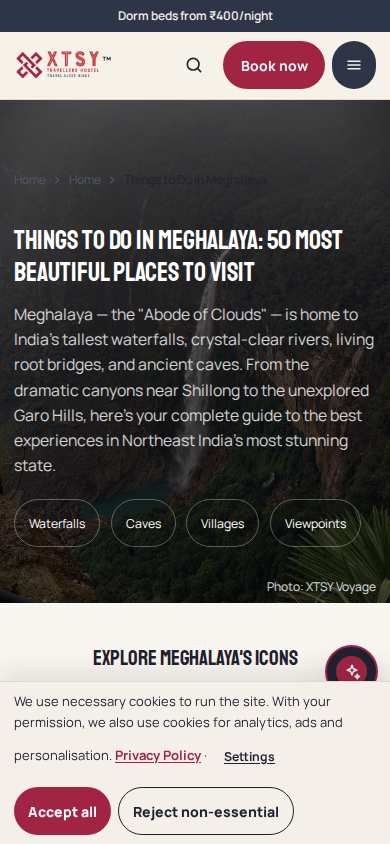 Dorm beds from ₹400/night
XTSY™
TRAVELLERS HOSTEL
TRAVEL SLEEP BINGE
Book now
Home > Home > Things to Do in Meghalaya
THINGS TO DO IN MEGHALAYA: 50 MOST
BEAUTIFUL PLACES TO VISIT
Meghalaya — the "Abode of Clouds" — is home to
India's tallest waterfalls, crystal-clear rivers, living
root bridges, and ancient caves. From the
dramatic canyons near Shillong to the unexplored
Garo Hills, here's your complete guide to the best
experiences in Northeast India's most stunning
state.
Waterfalls Caves Villages Viewpoints
Photo: XTSY Voyage
EXPLORE MEGHALAYA'S ICONS
We use necessary cookies to run the site. With your
permission, we also use cookies for analytics, ads and
personalisation. Privacy Policy · Settings
Accept all Reject non-essential